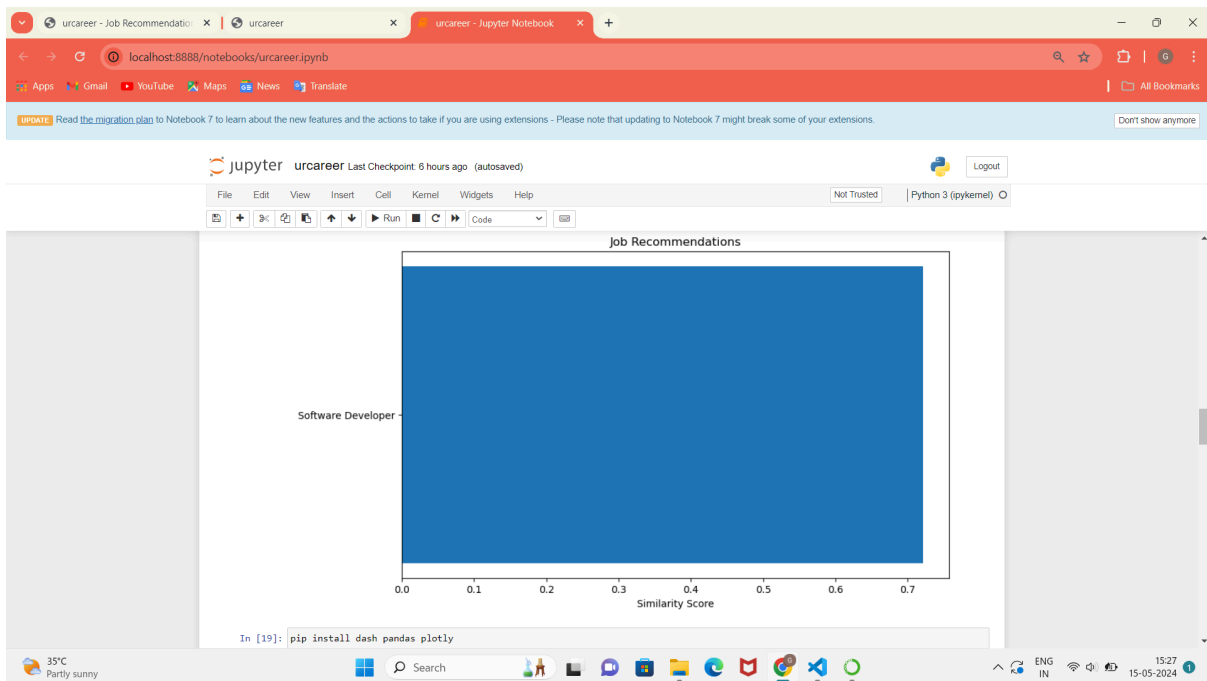 urcareer - Job Recommendation
urcareer
urcareer - Jupyter Notebook
localhost:8888/notebooks/urcareer.ipynb
G
Apps
Gmail
YouTube
Maps
News
Translate
All Bookmarks
UPDATE Read the migration plan to Notebook 7 to learn about the new features and the actions to take if you are using extensions - Please note that updating to Notebook 7 might break some of your extensions.
Don't show anymore
jupyter urcareer Last Checkpoint: 6 hours ago (autosaved)
Logout
File Edit View Insert Cell Kernel Widgets Help
Not Trusted
Python 3 (ipykernel)
Run
Code
Job Recommendations
Software Developer
0.0 0.1 0.2 0.3 0.4 0.5 0.6 0.7
Similarity Score
In [19]: pip install dash pandas plotly
35°C
Partly sunny
Search
ENG
IN
15:27
15-05-2024
1